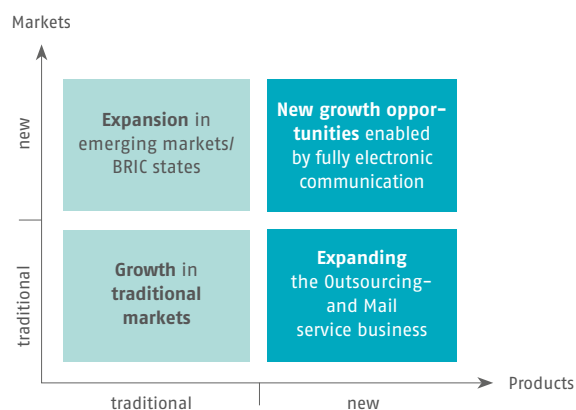 Markets
new
Expansion in
emerging markets/
BRIC states
New growth oppor-
tunities enabled
by fully electronic
communication
traditional
Growth in
traditional
markets
Expanding
the Outsourcing-
and Mail
service business
Products
traditional
new